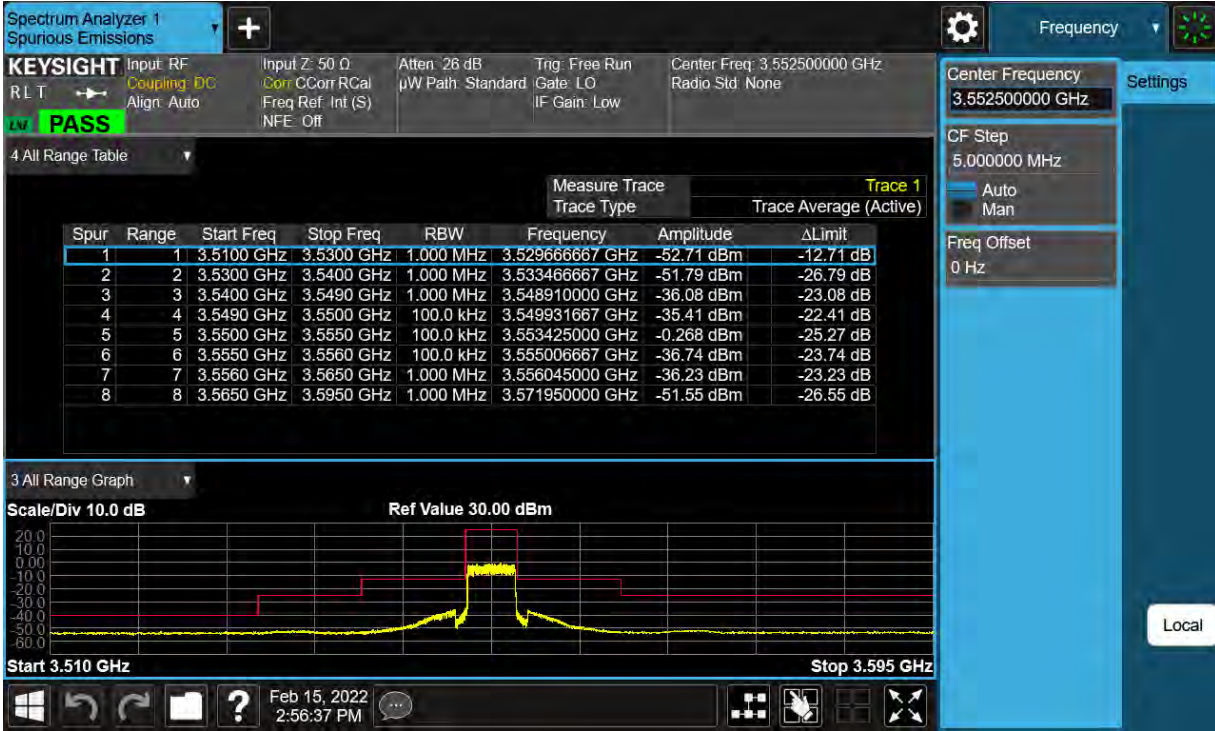 Spectrum Analyzer 1
Spurious Emissions
Frequency
KEYSIGHT Input: RF Input Z: 50 Ω Atten: 26 dB Trig: Free Run Center Freq: 3.552500000 GHz
RLT Coupling: DC Corr CCorr RCal µW Path: Standard Gate: LO Radio Std: None
Align: Auto Freq Ref: Int (S) IF Gain: Low
PASS NFE: Off
Center Frequency
3.552500000 GHz
Settings
CF Step
5.000000 MHz
Auto
Man
Freq Offset
0 Hz
4 All Range Table
Measure Trace Trace 1
Trace Type Trace Average (Active)
Spur Range Start Freq Stop Freq RBW Frequency Amplitude ΔLimit
1 1 3.5100 GHz 3.5300 GHz 1.000 MHz 3.529666667 GHz -52.71 dBm -12.71 dB
2 2 3.5300 GHz 3.5400 GHz 1.000 MHz 3.533466667 GHz -51.79 dBm -26.79 dB
3 3 3.5400 GHz 3.5490 GHz 1.000 MHz 3.548910000 GHz -36.08 dBm -23.08 dB
4 4 3.5490 GHz 3.5500 GHz 100.0 kHz 3.549931667 GHz -35.41 dBm -22.41 dB
5 5 3.5500 GHz 3.5550 GHz 100.0 kHz 3.553425000 GHz -0.268 dBm -25.27 dB
6 6 3.5550 GHz 3.5560 GHz 100.0 kHz 3.555006667 GHz -36.74 dBm -23.74 dB
7 7 3.5560 GHz 3.5650 GHz 1.000 MHz 3.556045000 GHz -36.23 dBm -23.23 dB
8 8 3.5650 GHz 3.5950 GHz 1.000 MHz 3.571950000 GHz -51.55 dBm -26.55 dB
3 All Range Graph
Scale/Div 10.0 dB Ref Value 30.00 dBm
20.0
10.0
0.00
-10.0
-20.0
-30.0
-40.0
-50.0
-60.0
Start 3.510 GHz Stop 3.595 GHz
Local
Feb 15, 2022
2:56:37 PM